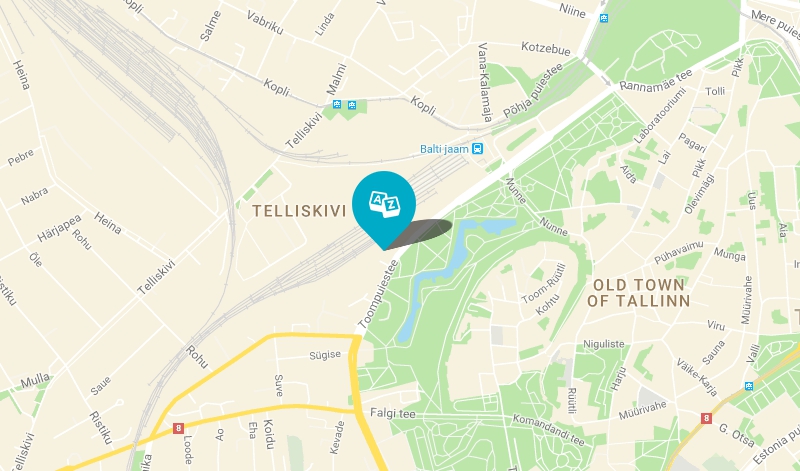 Niine
Mere puiestee
Salme
Vabriku
Linda
Kotzebue
Heina
Kopli
Malmi
Vana-Kalamaja
Põhja puiestee
Rannamäe tee
Pikk
Kopli
Tolli
Laboratooriumi
Telliskivi
Pagari
Balti jaam
Lai
Pikk
Pebre
Aida
Nabra
Nunne
Olevimägi
Uus
A Z
TELLISKIVI
Härjapea
Heina
Nunne
Aia
Rohu
Õle
Pühavaimu
Munga
Telliskivi
Toompuiestee
Toom-Rüütli
Kohtu
OLD TOWN
OF TALLINN
Müürivahe
Ristiku
Viru
Rohu
Sügise
Niguliste
Sauna
Valli
Mulla
Saue
Suve
Harju
Väike-Karja
Rüütli
Ristiku
Falgi tee
Müürivahe
8
G. Otsa
8
Loode
Ao
Eha
Koidu
Kevade
Komandandi tee
Telliskivi
Estonia pu